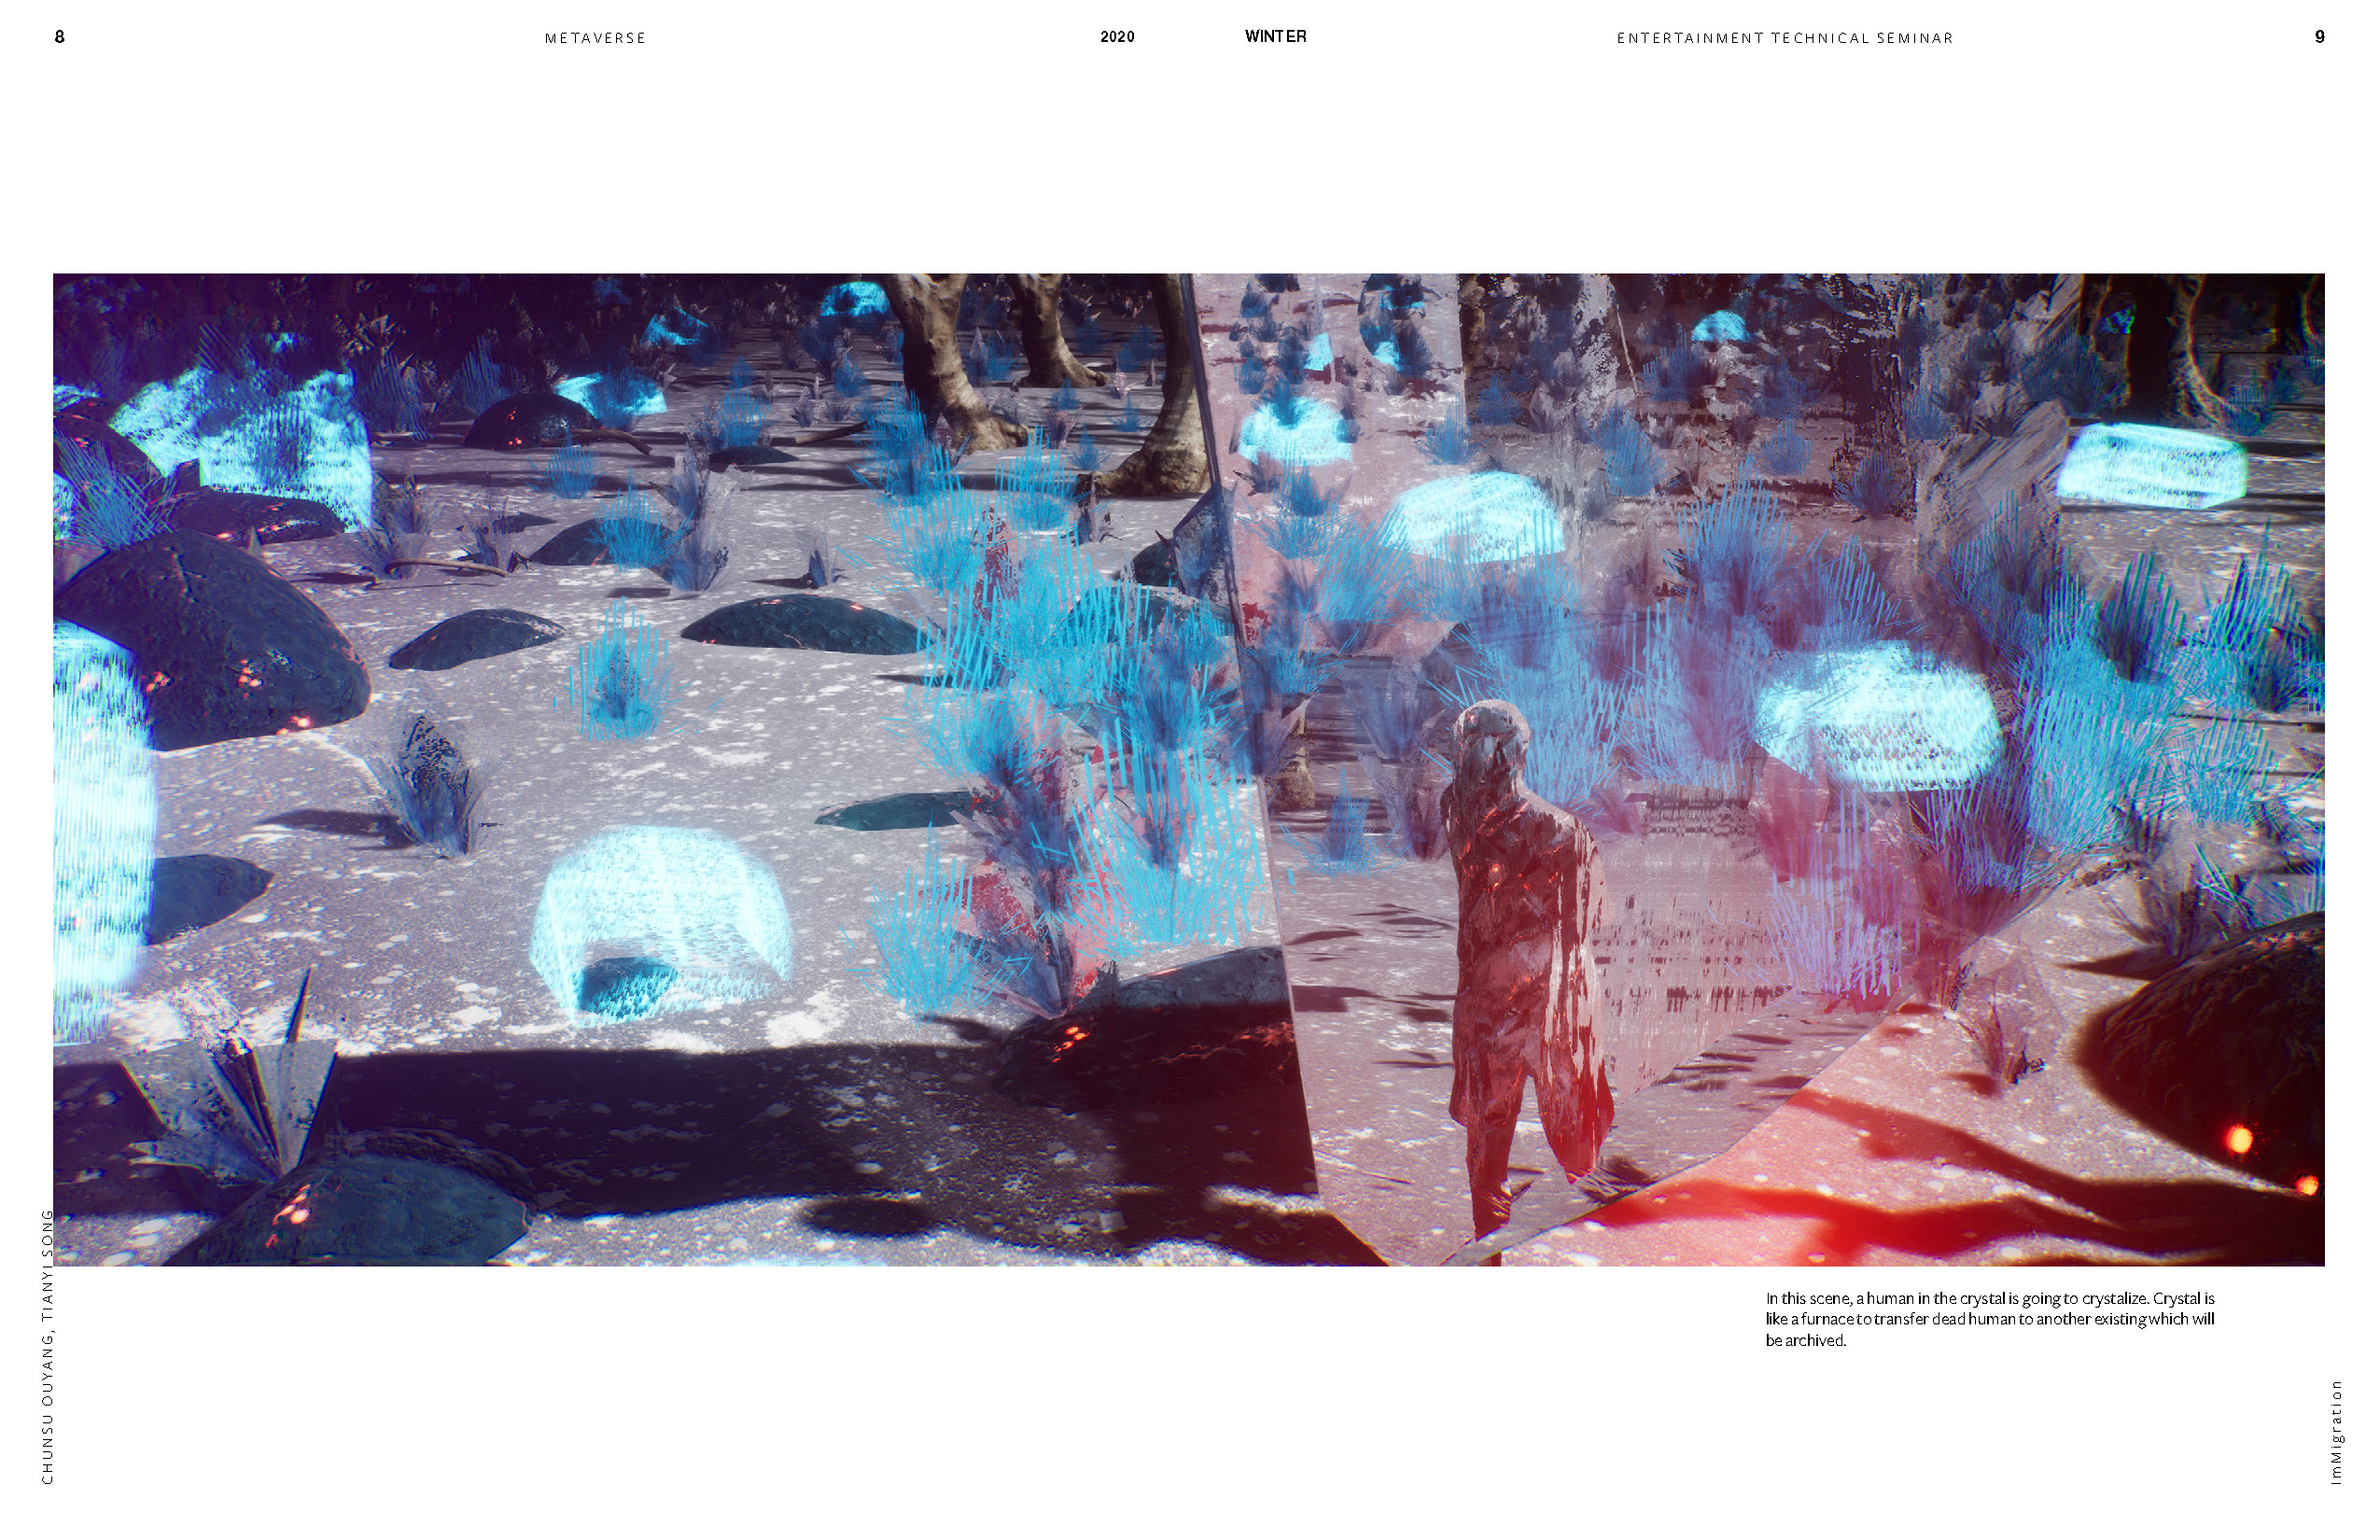 8
METAVERSE
2020
WINTER
ENTERTAINMENT TECHNICAL SEMINAR
9
CHUNSU OUYANG, TIANYI SONG
In this scene, a human in the crystal is going to crystalize. Crystal is
like a furnace to transfer dead human to another existing which will
be archived.
ImMigration